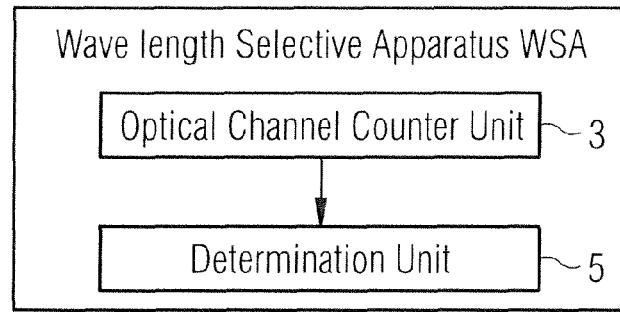 Wave length Selective Apparatus WSA
Optical Channel Counter Unit 3
Determination Unit 5